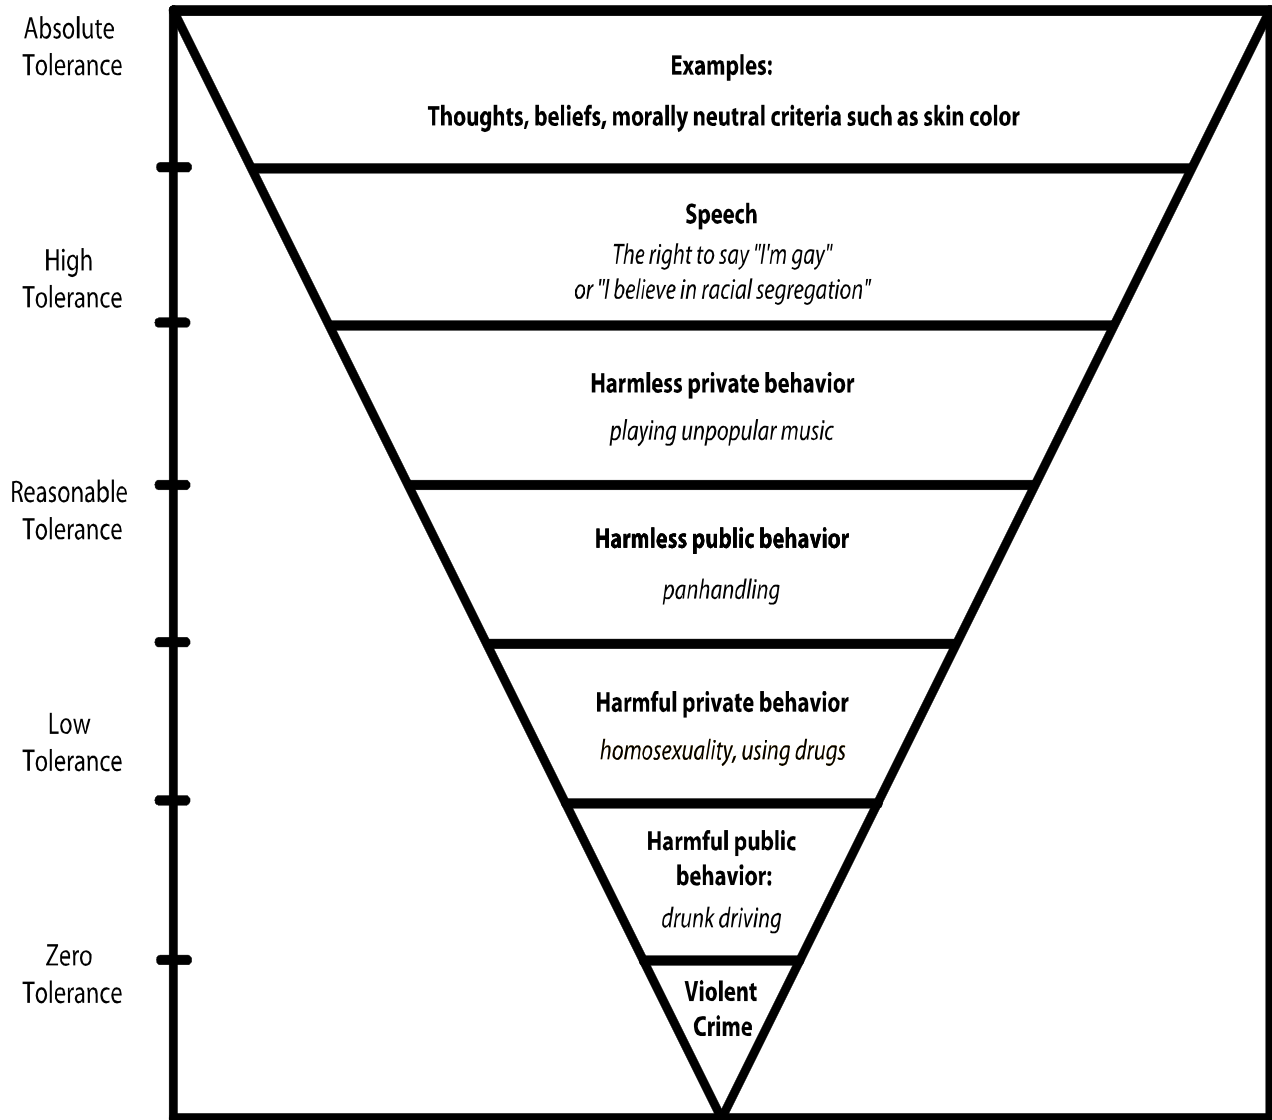 Absolute
Tolerance
Examples:
Thoughts, beliefs, morally neutral criteria such as skin color
High
Tolerance
Speech
The right to say "I'm gay"
or "I believe in racial segregation"
Harmless private behavior
playing unpopular music
Reasonable
Tolerance
Harmless public behavior
panhandling
Low
Tolerance
Harmful private behavior
homosexuality, using drugs
Harmful public
behavior:
drunk driving
Zero
Tolerance
Violent
Crime